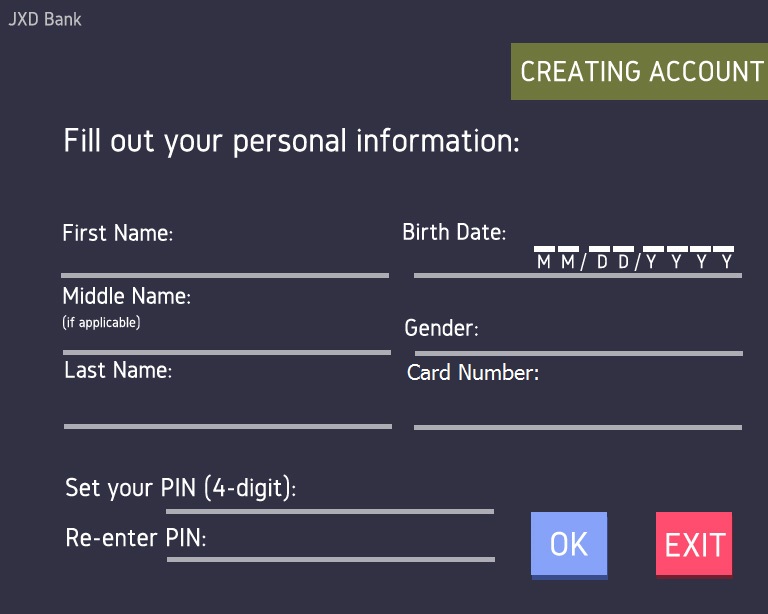 JXD Bank
CREATING ACCOUNT
Fill out your personal information:
First Name:
Birth Date:
M M / D D / Y Y Y Y
Middle Name:
(if applicable)
Gender:
Last Name:
Card Number:
Set your PIN (4-digit):
Re-enter PIN:
OK
EXIT